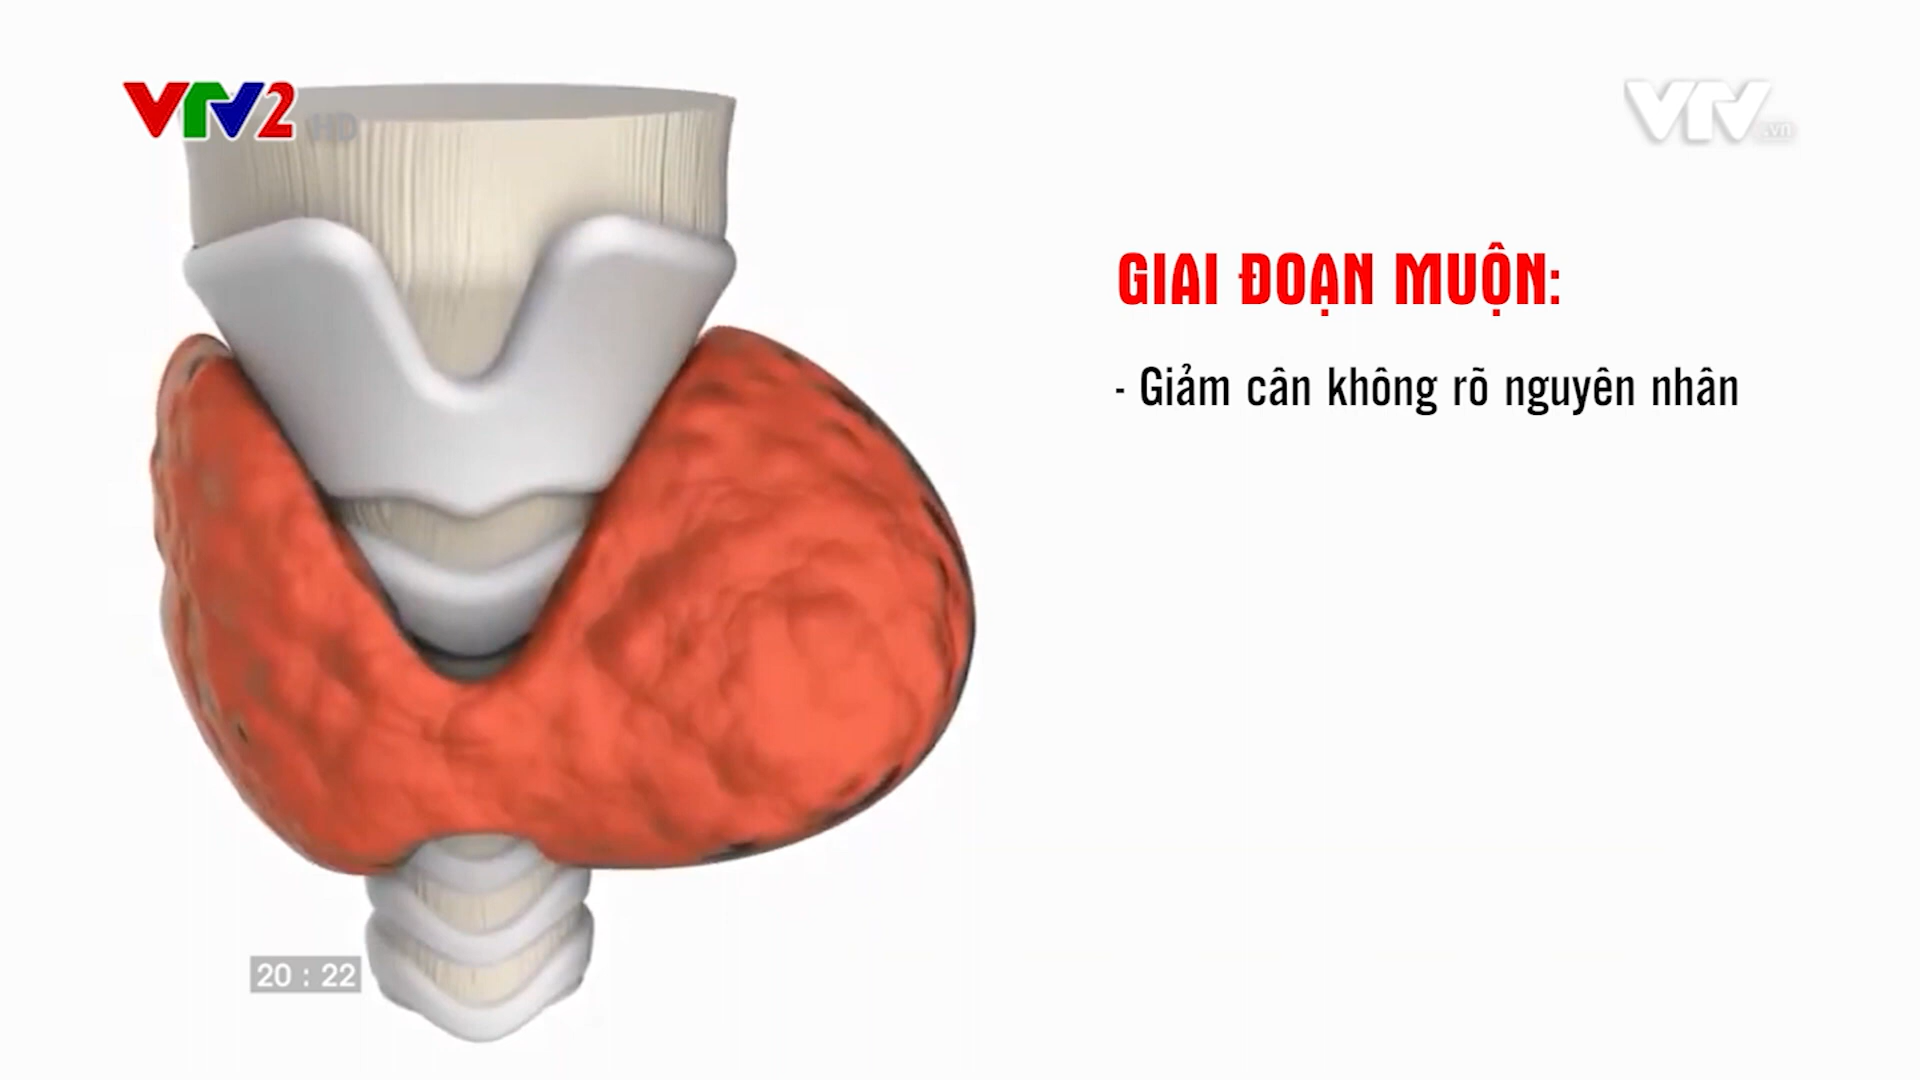 VTV2 HD
VTV.vn
GIAI ĐOẠN MUỘN:
- Giảm cân không rõ nguyên nhân
20 : 22